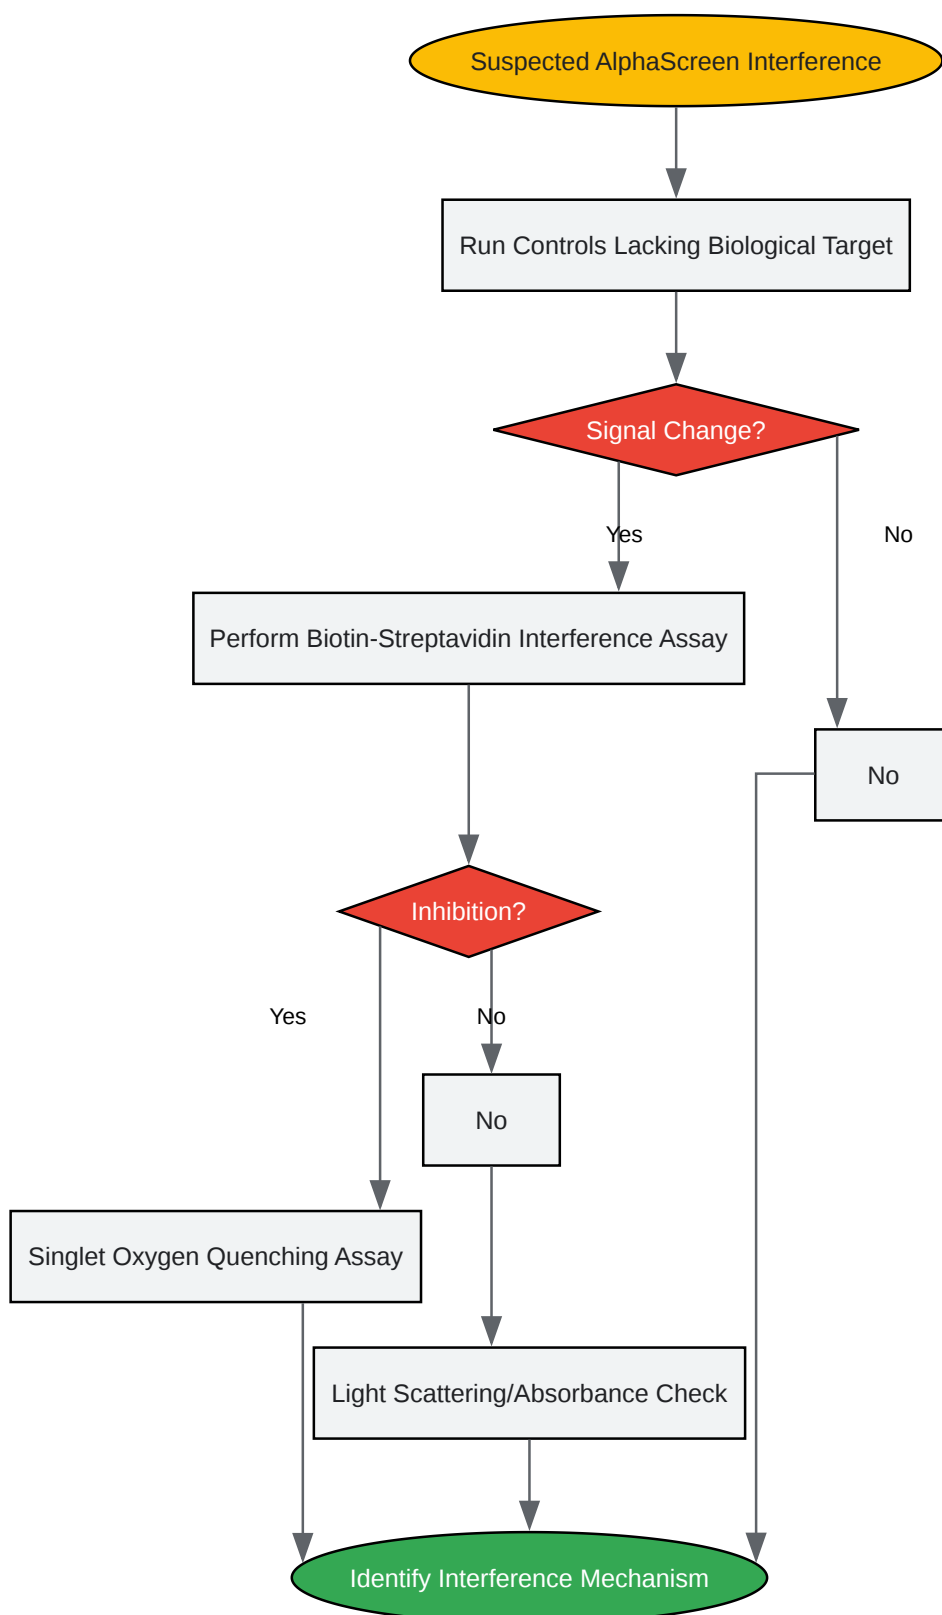 Suspected AlphaScreen Interference
Run Controls Lacking Biological Target
Signal Change?
Yes
No
Perform Biotin-Streptavidin Interference Assay
No
Inhibition?
Yes
No
No
Singlet Oxygen Quenching Assay
Light Scattering/Absorbance Check
Identify Interference Mechanism